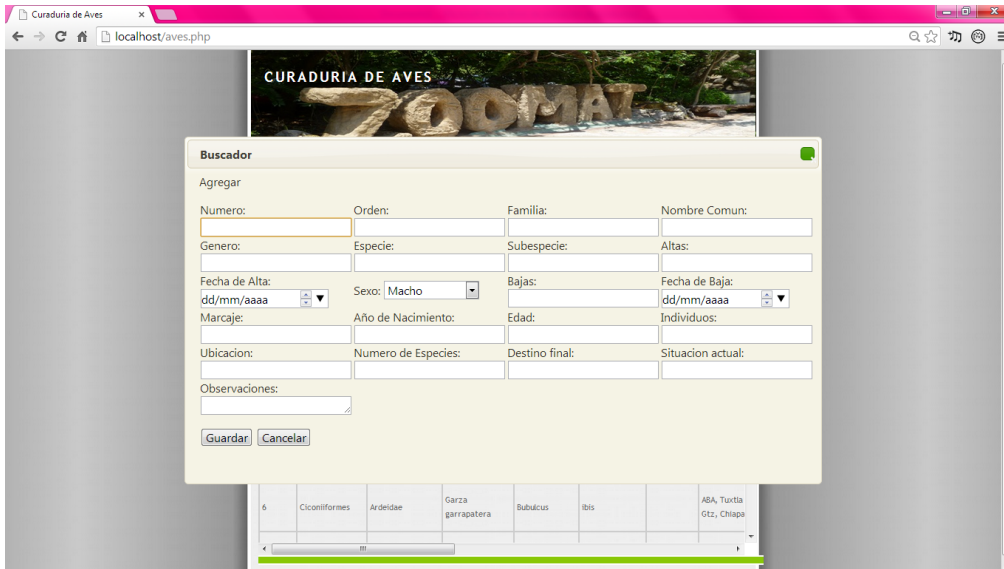 Curaduria de Aves
localhost/aves.php
CURADURIA DE AVES
ZOOMAT
Buscador
Agregar
Numero: Orden: Familia: Nombre Comun:
Genero: Especie: Subespecie: Altas:
Fecha de Alta: Sexo: Macho Bajas: Fecha de Baja:
dd/mm/aaaa dd/mm/aaaa
Marcaje: Año de Nacimiento: Edad: Individuos:
Ubicacion: Numero de Especies: Destino final: Situacion actual:
Observaciones:
Guardar Cancelar
6 Ciconiiformes Ardeidae Garza garrapatera Bubulcus Ibis ABA, Tuxtla Gtz, Chiapa